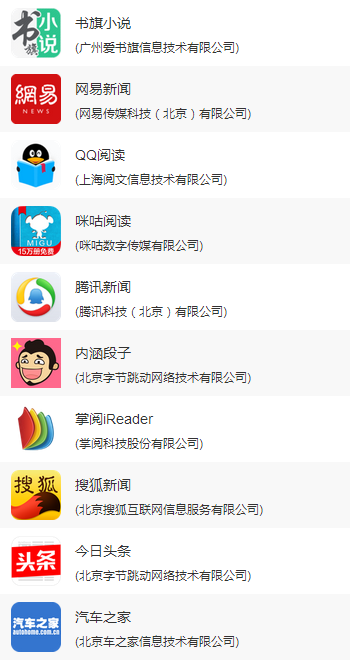 书旗小说
书旗小说
(广州爱书旗信息技术有限公司)
網易
NEWS
网易新闻
(网易传媒科技（北京）有限公司)
QQ阅读
(上海阅文信息技术有限公司)
MIGU
15万册免费
咪咕阅读
(咪咕数字传媒有限公司)
腾讯新闻
(腾讯科技（北京）有限公司)
内涵段子
(北京字节跳动网络技术有限公司)
掌阅iReader
(掌阅科技股份有限公司)
搜狐
搜狐新闻
(北京搜狐互联网信息服务有限公司)
头条
今日头条
(北京字节跳动网络技术有限公司)
汽车之家
autohome.com.cn
汽车之家
(北京车之家信息技术有限公司)